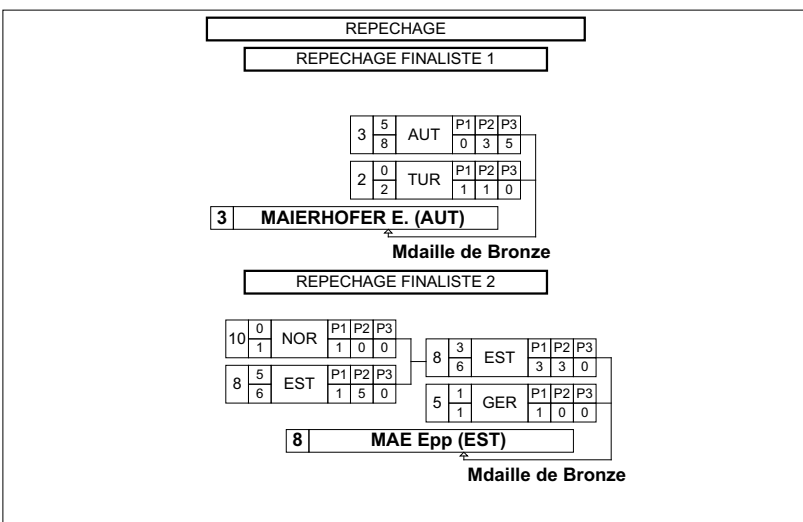 REPECHAGE
REPECHAGE FINALISTE 1
3 5 AUT P1 P2 P3
8 0 3 5
2 0 TUR P1 P2 P3
2 1 1 0
3 MAIERHOFER E. (AUT)
Mdaille de Bronze
REPECHAGE FINALISTE 2
10 0 NOR P1 P2 P3
1 1 0 0
8 5 EST P1 P2 P3
6 1 5 0
8 3 EST P1 P2 P3
6 3 3 0
5 1 GER P1 P2 P3
1 1 0 0
8 MAE Epp (EST)
Mdaille de Bronze